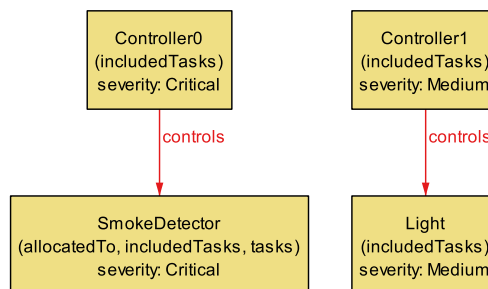 Controller0
(includedTasks)
severity: Critical
Controller1
(includedTasks)
severity: Medium
controls
controls
SmokeDetector
(allocatedTo, includedTasks, tasks)
severity: Critical
Light
(includedTasks)
severity: Medium